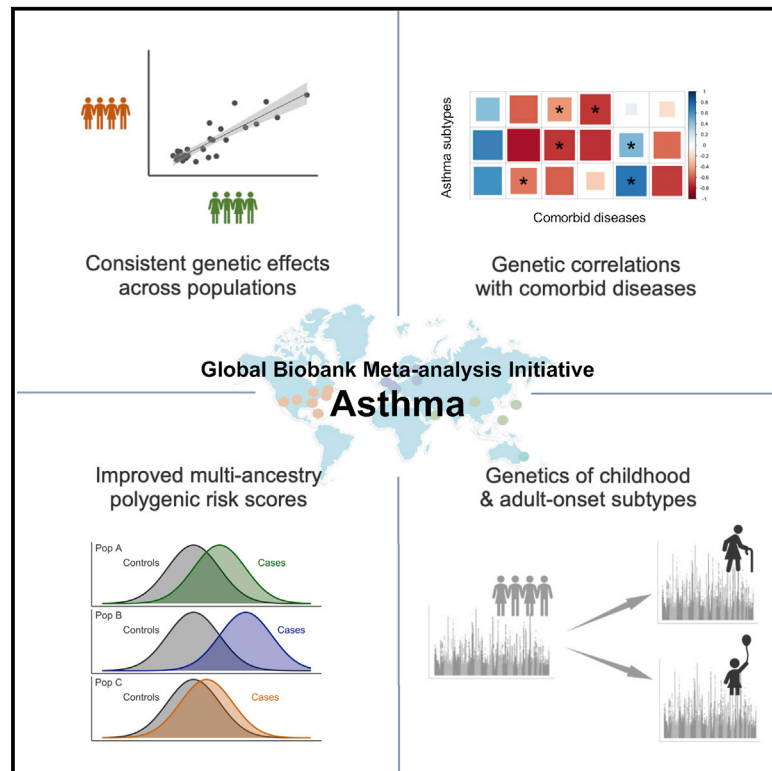 Consistent genetic effects
across populations
Asthma subtypes
*
*
*
*
*
*
1
0.8
0.6
0.4
0.2
0
-0.2
-0.4
-0.6
-0.8
-1
Comorbid diseases
Genetic correlations
with comorbid diseases
Global Biobank Meta-analysis Initiative
Asthma
Improved multi-ancestry
polygenic risk scores
Pop A
Controls
Cases
Pop B
Controls
Cases
Pop C
Controls
Cases
Genetics of childhood
& adult-onset subtypes